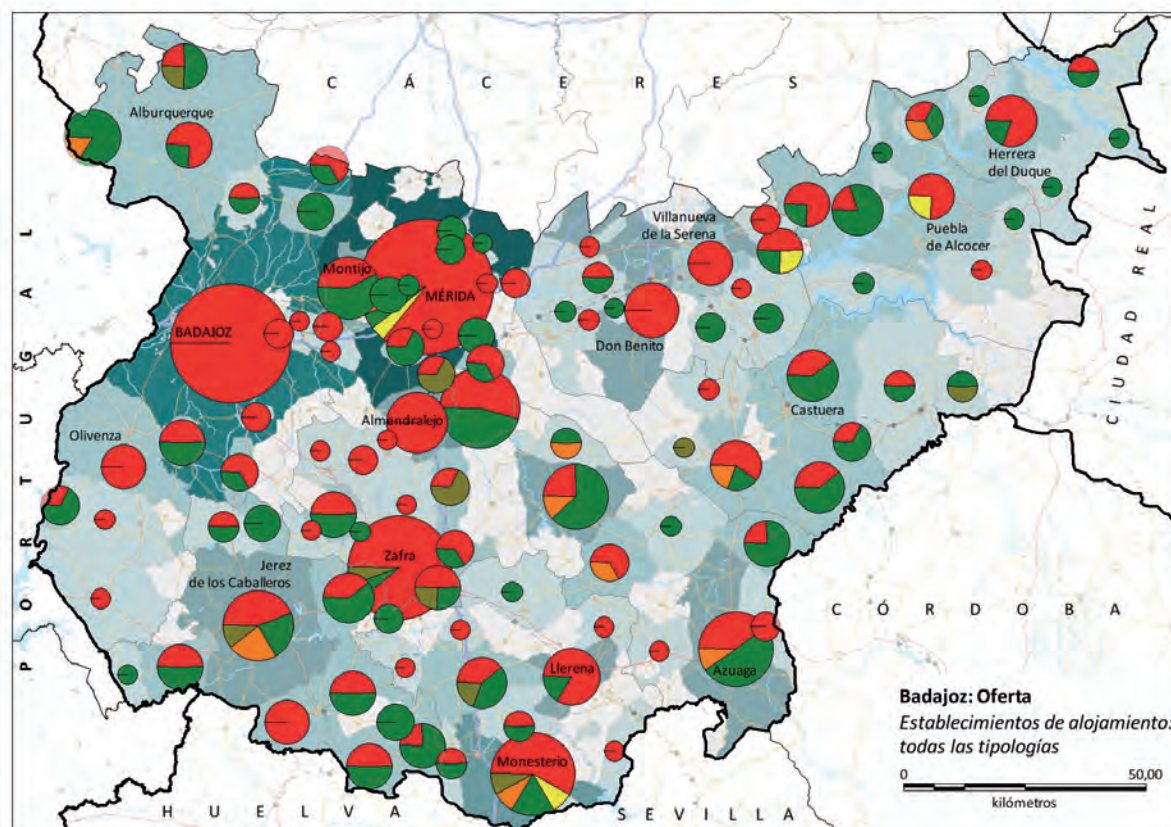 C Á C E R E S
Alburquerque
Herrera
del Duque
Villanueva
de la Serena
Puebla
de Alcocer
Montijo
MÉRIDA
BADAJOZ
Don Benito
Castuera
Almendralejo
Olivenza
Zafra
Jerez
de los Caballeros
Llerena
Azuaga
Monesterio
P O R T U G A L
CIUDAD REAL
C Ó R D O B A
H U E L V A
S E V I L L A
Badajoz: Oferta
Establecimientos de alojamiento:
todas las tipologías
0 50,00
kilómetros